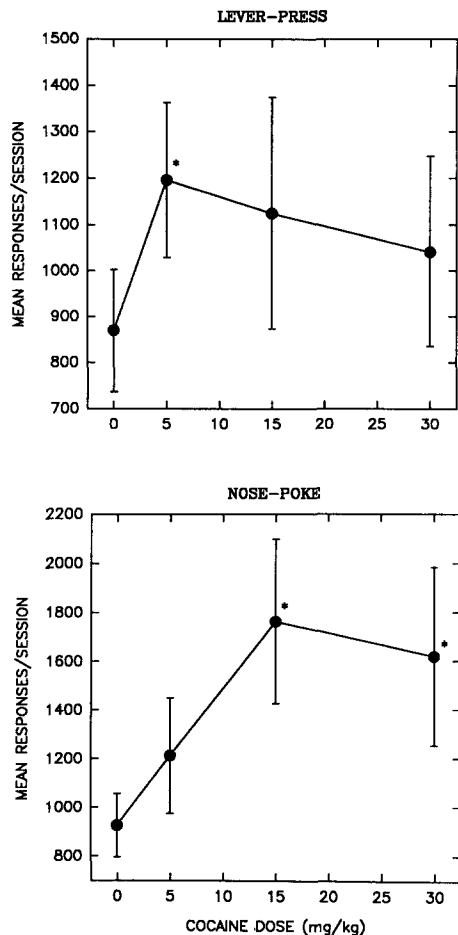 LEVER-PRESS
1500
1400
1300
1200
1100
1000
900
800
700
MEAN RESPONSES/SESSION
*
0 5 10 15 20 25 30
NOSE-POKE
2200
2000
1800
1600
1400
1200
1000
800
MEAN RESPONSES/SESSION
*
*
0 5 10 15 20 25 30
COCAINE DOSE (mg/kg)